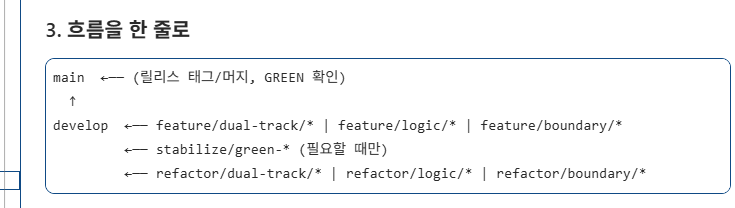 3. 흐름을 한 줄로
main ←── (릴리스 태그/머지, GREEN 확인)
↑
develop ←── feature/dual-track/* | feature/logic/* | feature/boundary/*
←── stabilize/green-* (필요할 때만)
←── refactor/dual-track/* | refactor/logic/* | refactor/boundary/*